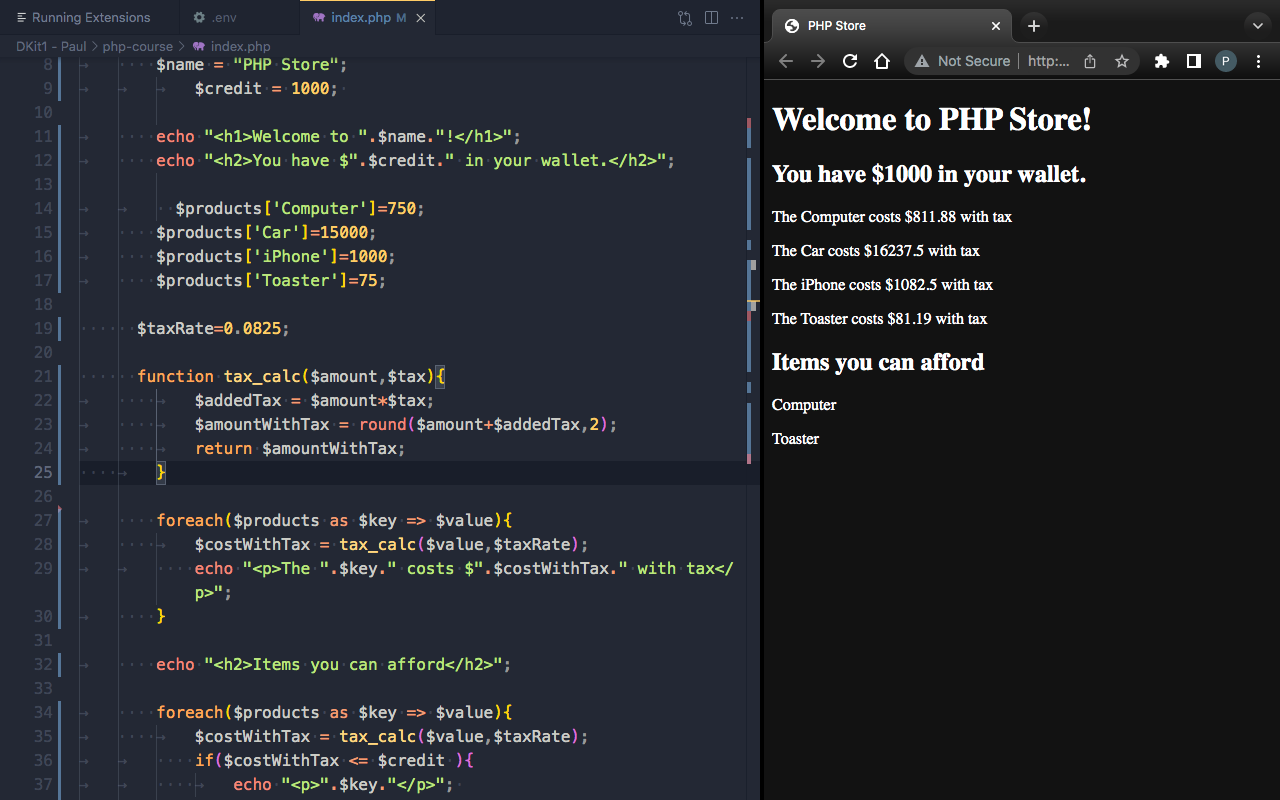 Running Extensions
.env
index.php M
DKit1 - Paul > php-course > index.php
8 $name = "PHP Store";
9 $credit = 1000;
10
11 echo "<h1>Welcome to ".$name."!</h1>";
12 echo "<h2>You have $".$credit." in your wallet.</h2>";
13
14 $products['Computer']=750;
15 $products['Car']=15000;
16 $products['iPhone']=1000;
17 $products['Toaster']=75;
18
19 $taxRate=0.0825;
20
21 function tax_calc($amount,$tax){
22 $addedTax = $amount*$tax;
23 $amountWithTax = round($amount+$addedTax,2);
24 return $amountWithTax;
25 }
26
27 foreach($products as $key => $value){
28 $costWithTax = tax_calc($value,$taxRate);
29 echo "<p>The ".$key." costs $".$costWithTax." with tax</
p>";
30 }
31
32 echo "<h2>Items you can afford</h2>";
33
34 foreach($products as $key => $value){
35 $costWithTax = tax_calc($value,$taxRate);
36 if($costWithTax <= $credit ){
37 echo "<p>".$key."</p>";
PHP Store
Not Secure | http:...
P
Welcome to PHP Store!
You have $1000 in your wallet.
The Computer costs $811.88 with tax
The Car costs $16237.5 with tax
The iPhone costs $1082.5 with tax
The Toaster costs $81.19 with tax
Items you can afford
Computer
Toaster